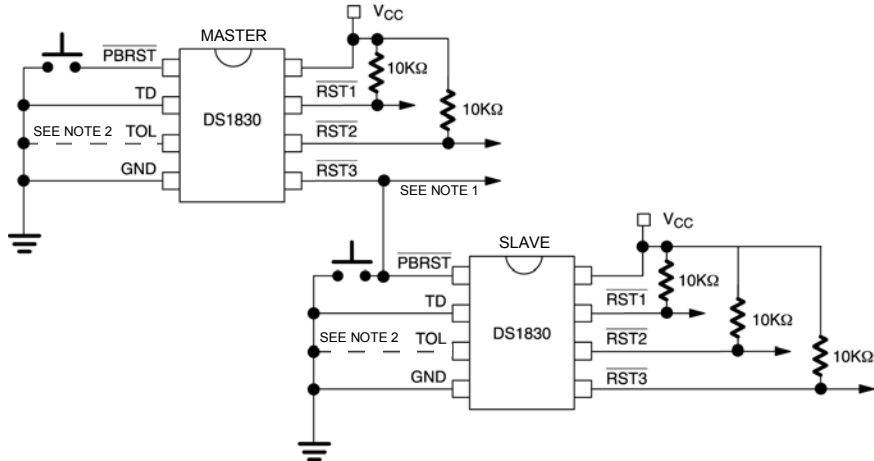 VCC
MASTER
PBRST
10KΩ
TD
RST1
10KΩ
DS1830
SEE NOTE 2
TOL
RST2
GND
RST3
SEE NOTE 1
VCC
SLAVE
PBRST
10KΩ
TD
RST1
10KΩ
DS1830
SEE NOTE 2
TOL
RST2
10KΩ
GND
RST3